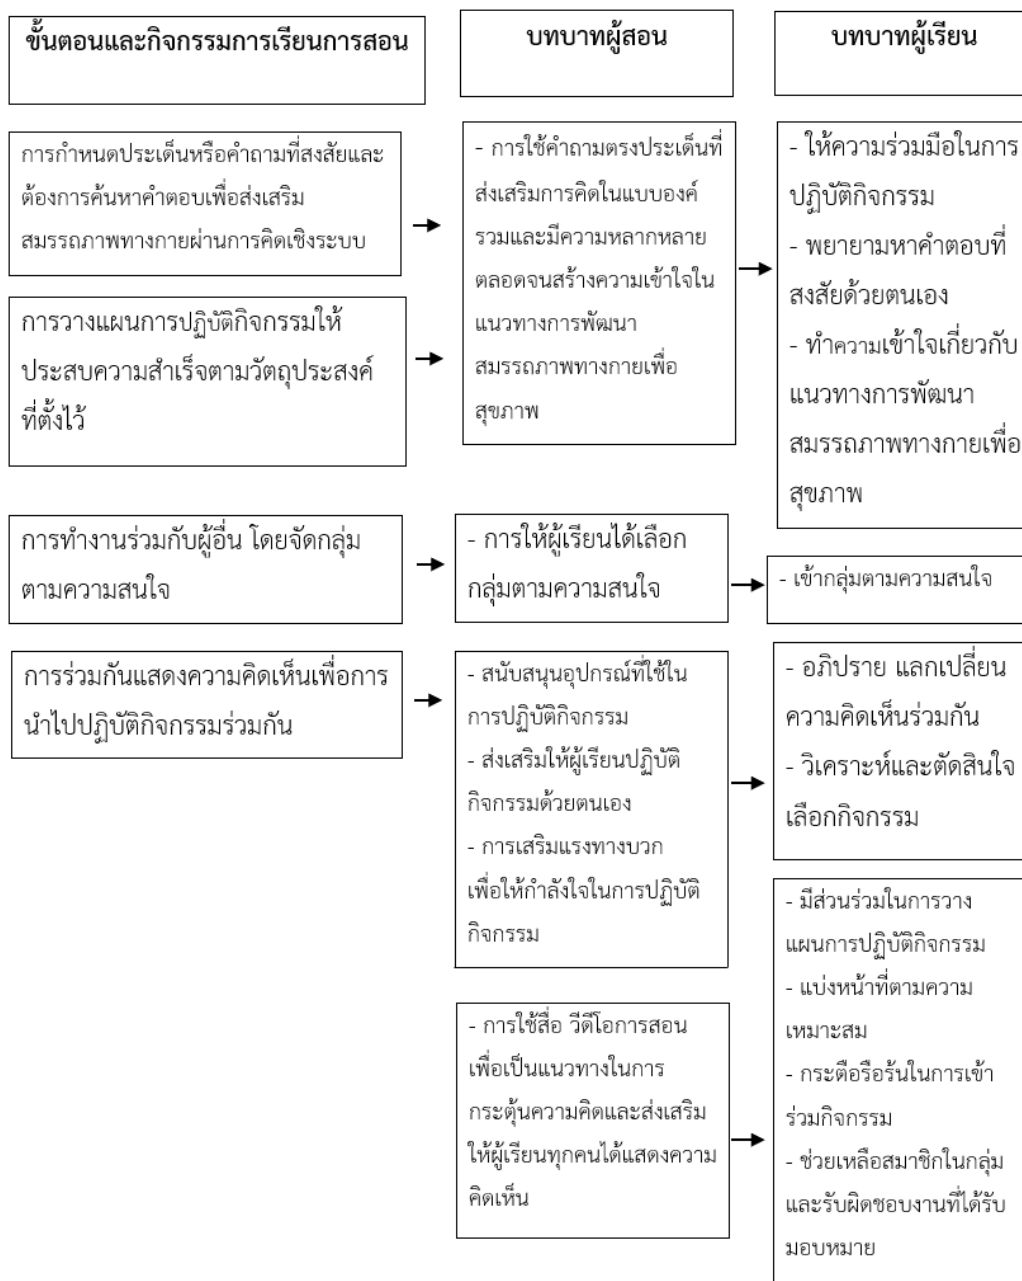 ขั้นตอนและกิจกรรมการเรียนการสอน
บทบาทผู้สอน
บทบาทผู้เรียน
การกำหนดประเด็นหรือคำถามที่สงสัยและ
ต้องการค้นหาคำตอบเพื่อส่งเสริม
สมรรถภาพทางกายผ่านการคิดเชิงระบบ
การวางแผนการปฏิบัติกิจกรรมให้
ประสบความสำเร็จตามวัตถุประสงค์
ที่ตั้งไว้
- การใช้คำถามตรงประเด็นที่
ส่งเสริมการคิดในแบบองค์
รวมและมีความหลากหลาย
ตลอดจนสร้างความเข้าใจใน
แนวทางการพัฒนา
สมรรถภาพทางกายเพื่อ
สุขภาพ
- ให้ความร่วมมือในการ
ปฏิบัติกิจกรรม
- พยายามหาคำตอบที่
สงสัยด้วยตนเอง
- ทำความเข้าใจเกี่ยวกับ
แนวทางการพัฒนา
สมรรถภาพทางกายเพื่อ
สุขภาพ
การทำงานร่วมกับผู้อื่น โดยจัดกลุ่ม
ตามความสนใจ
- การให้ผู้เรียนได้เลือก
กลุ่มตามความสนใจ
- เข้ากลุ่มตามความสนใจ
การร่วมกันแสดงความคิดเห็นเพื่อการ
นำไปปฏิบัติกิจกรรมร่วมกัน
- สนับสนุนอุปกรณ์ที่ใช้ใน
การปฏิบัติกิจกรรม
- ส่งเสริมให้ผู้เรียนปฏิบัติ
กิจกรรมด้วยตนเอง
- การเสริมแรงทางบวก
เพื่อให้กำลังใจในการปฏิบัติ
กิจกรรม
- อภิปราย แลกเปลี่ยน
ความคิดเห็นร่วมกัน
- วิเคราะห์และตัดสินใจ
เลือกกิจกรรม
- การใช้สื่อ วีดีโอการสอน
เพื่อเป็นแนวทางในการ
กระตุ้นความคิดและส่งเสริม
ให้ผู้เรียนทุกคนได้แสดงความ
คิดเห็น
- มีส่วนร่วมในการวาง
แผนการปฏิบัติกิจกรรม
- แบ่งหน้าที่ตามความ
เหมาะสม
- กระตือรือร้นในการเข้า
ร่วมกิจกรรม
- ช่วยเหลือสมาชิกในกลุ่ม
และรับผิดชอบงานที่ได้รับ
มอบหมาย